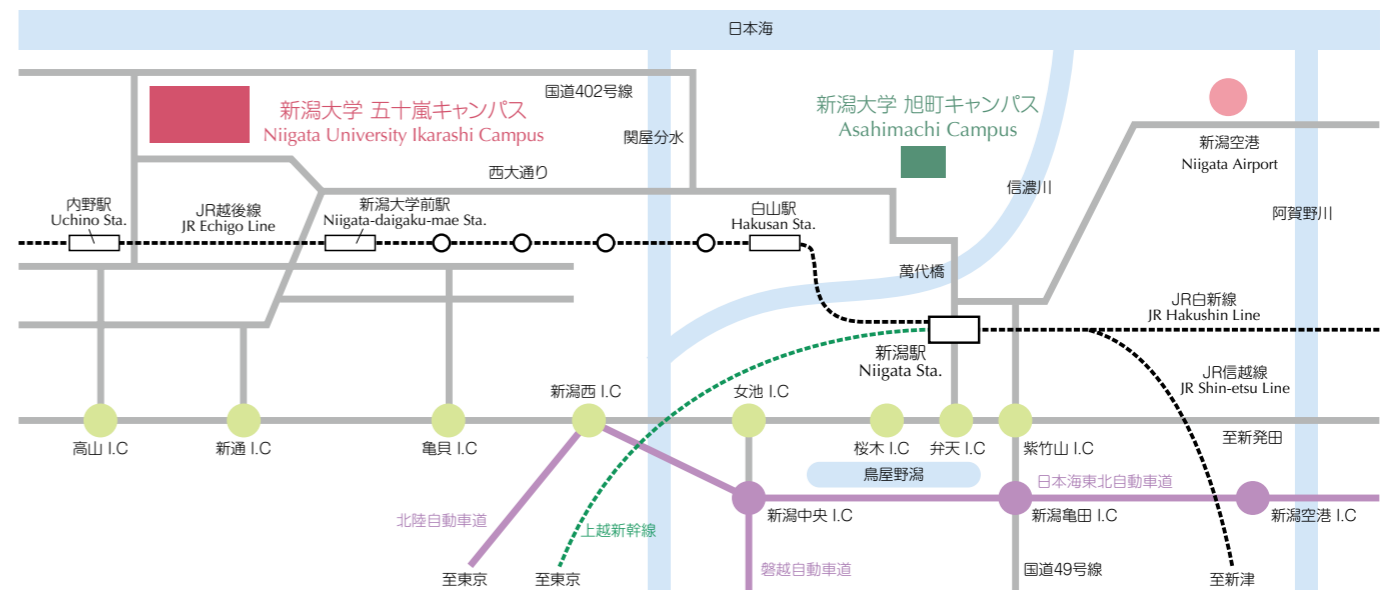 日本海
国道402号線
新潟大学 五十嵐キャンパス
Niigata University Ikarashi Campus
新潟大学 旭町キャンパス
Asahimachi Campus
関屋分水
新潟空港
Niigata Airport
西大通り
信濃川
阿賀野川
内野駅
Uchino Sta.
JR越後線
JR Echigo Line
新潟大学前駅
Niigata-daigaku-mae Sta.
白山駅
Hakusan Sta.
萬代橋
JR白新線
JR Hakushin Line
新潟駅
Niigata Sta.
JR信越線
JR Shin-etsu Line
新潟西 I.C
女池 I.C
高山 I.C
新通 I.C
亀貝 I.C
桜木 I.C
弁天 I.C
紫竹山 I.C
至新発田
鳥屋野潟
日本海東北自動車道
北陸自動車道
上越新幹線
新潟中央 I.C
新潟亀田 I.C
新潟空港 I.C
至東京
至東京
磐越自動車道
国道49号線
至新津